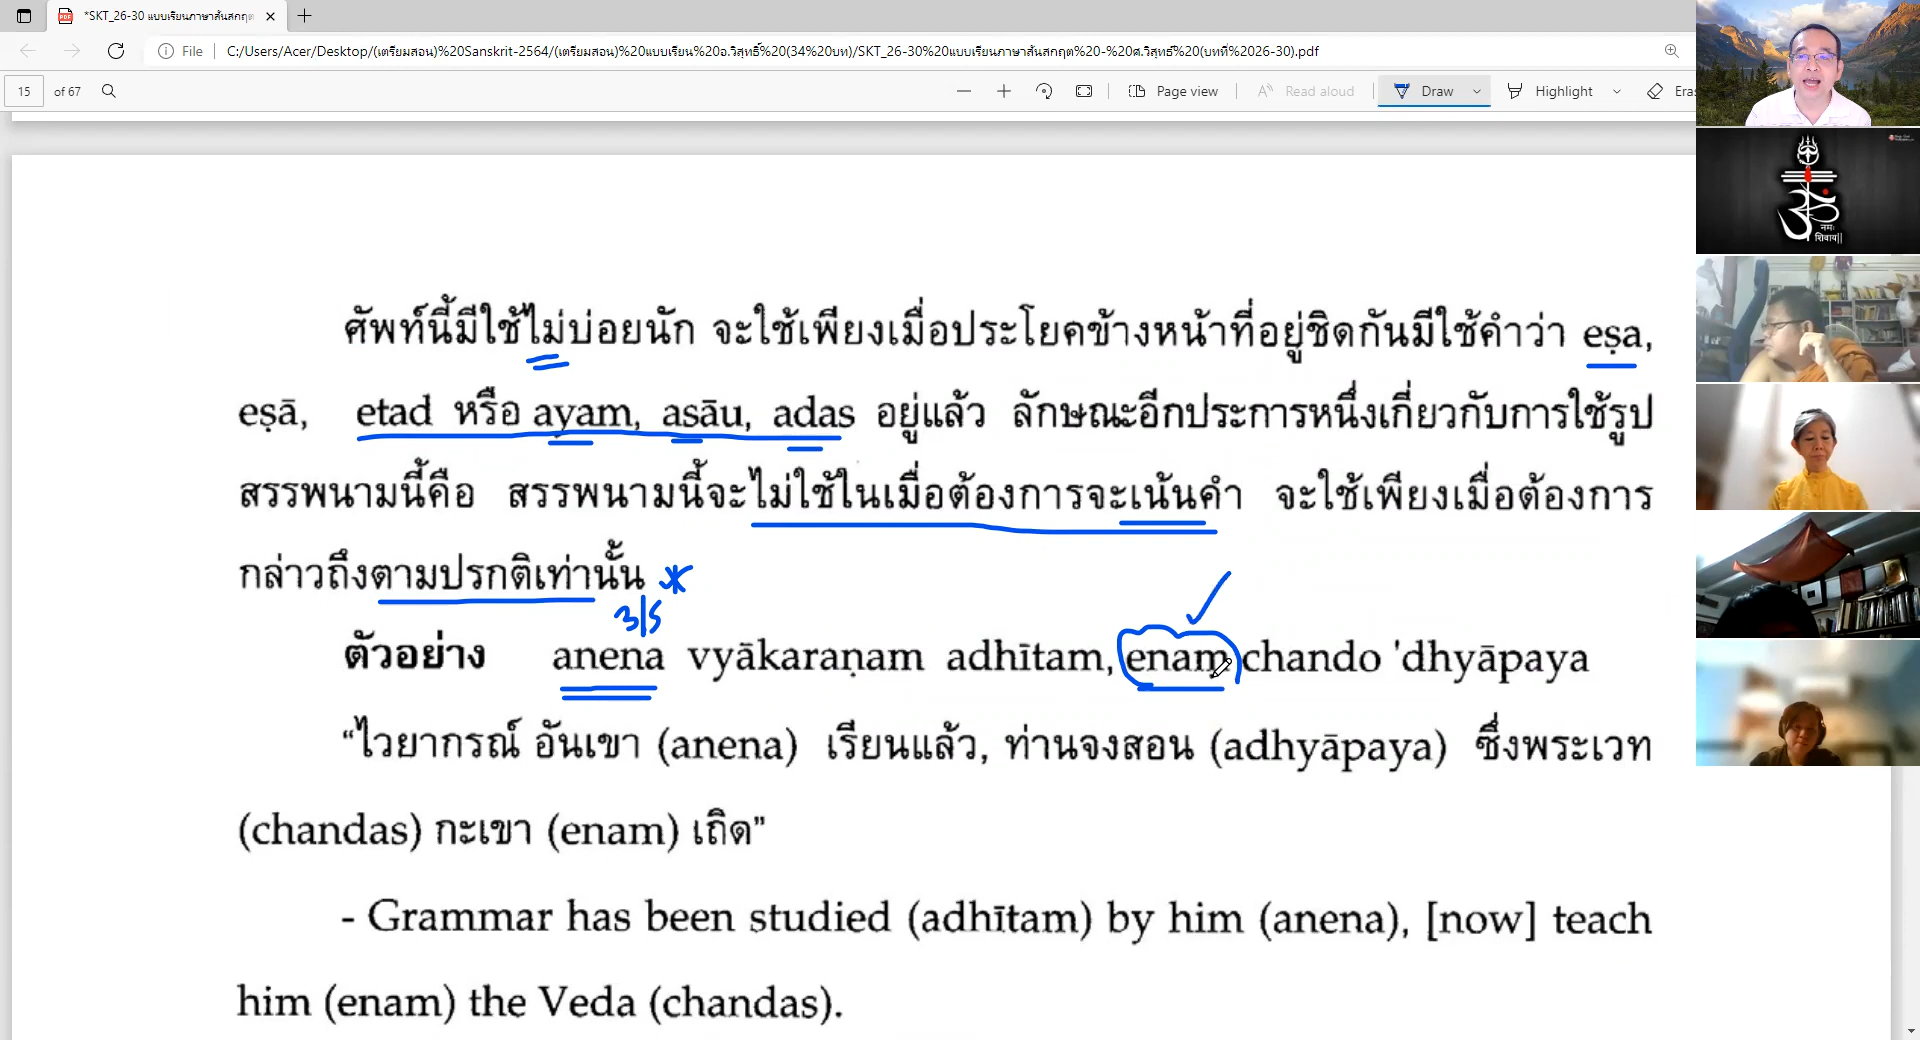 *SKT_26-30 แบบเรียนภาษาสันสกฤต
File C:/Users/Acer/Desktop/(เตรียมสอน)%20Sanskrit-2564/(เตรียมสอน)%20แบบเรียน%20อ.วิสุทธิ์%20(34%20บท)/SKT_26-30%20แบบเรียนภาษาสันสกฤต%20-%20ศ.วิสุทธ์%20(บทที่%2026-30).pdf
15 of 67 Page view Read aloud Draw Highlight Eras
ศัพท์นี้มีใช้ไม่บ่อยนัก จะใช้เพียงเมื่อประโยคข้างหน้าที่อยู่ชิดกันมีใช้คำว่า eṣa,
eṣā, etad หรือ ayam, asāu, adas อยู่แล้ว ลักษณะอีกประการหนึ่งเกี่ยวกับการใช้รูป
สรรพนามนี้คือ สรรพนามนี้จะไม่ใช้ในเมื่อต้องการจะเน้นคำ จะใช้เพียงเมื่อต้องการ
กล่าวถึงตามปรกติเท่านั้น *
3/5
ตัวอย่าง anena vyākaraṇam adhītam, enam chando 'dhyāpaya
“ไวยากรณ์ อันเขา (anena) เรียนแล้ว, ท่านจงสอน (adhyāpaya) ซึ่งพระเวท
(chandas) กะเขา (enam) เถิด”
- Grammar has been studied (adhītam) by him (anena), [now] teach
him (enam) the Veda (chandas).
नमः
शिवाय||